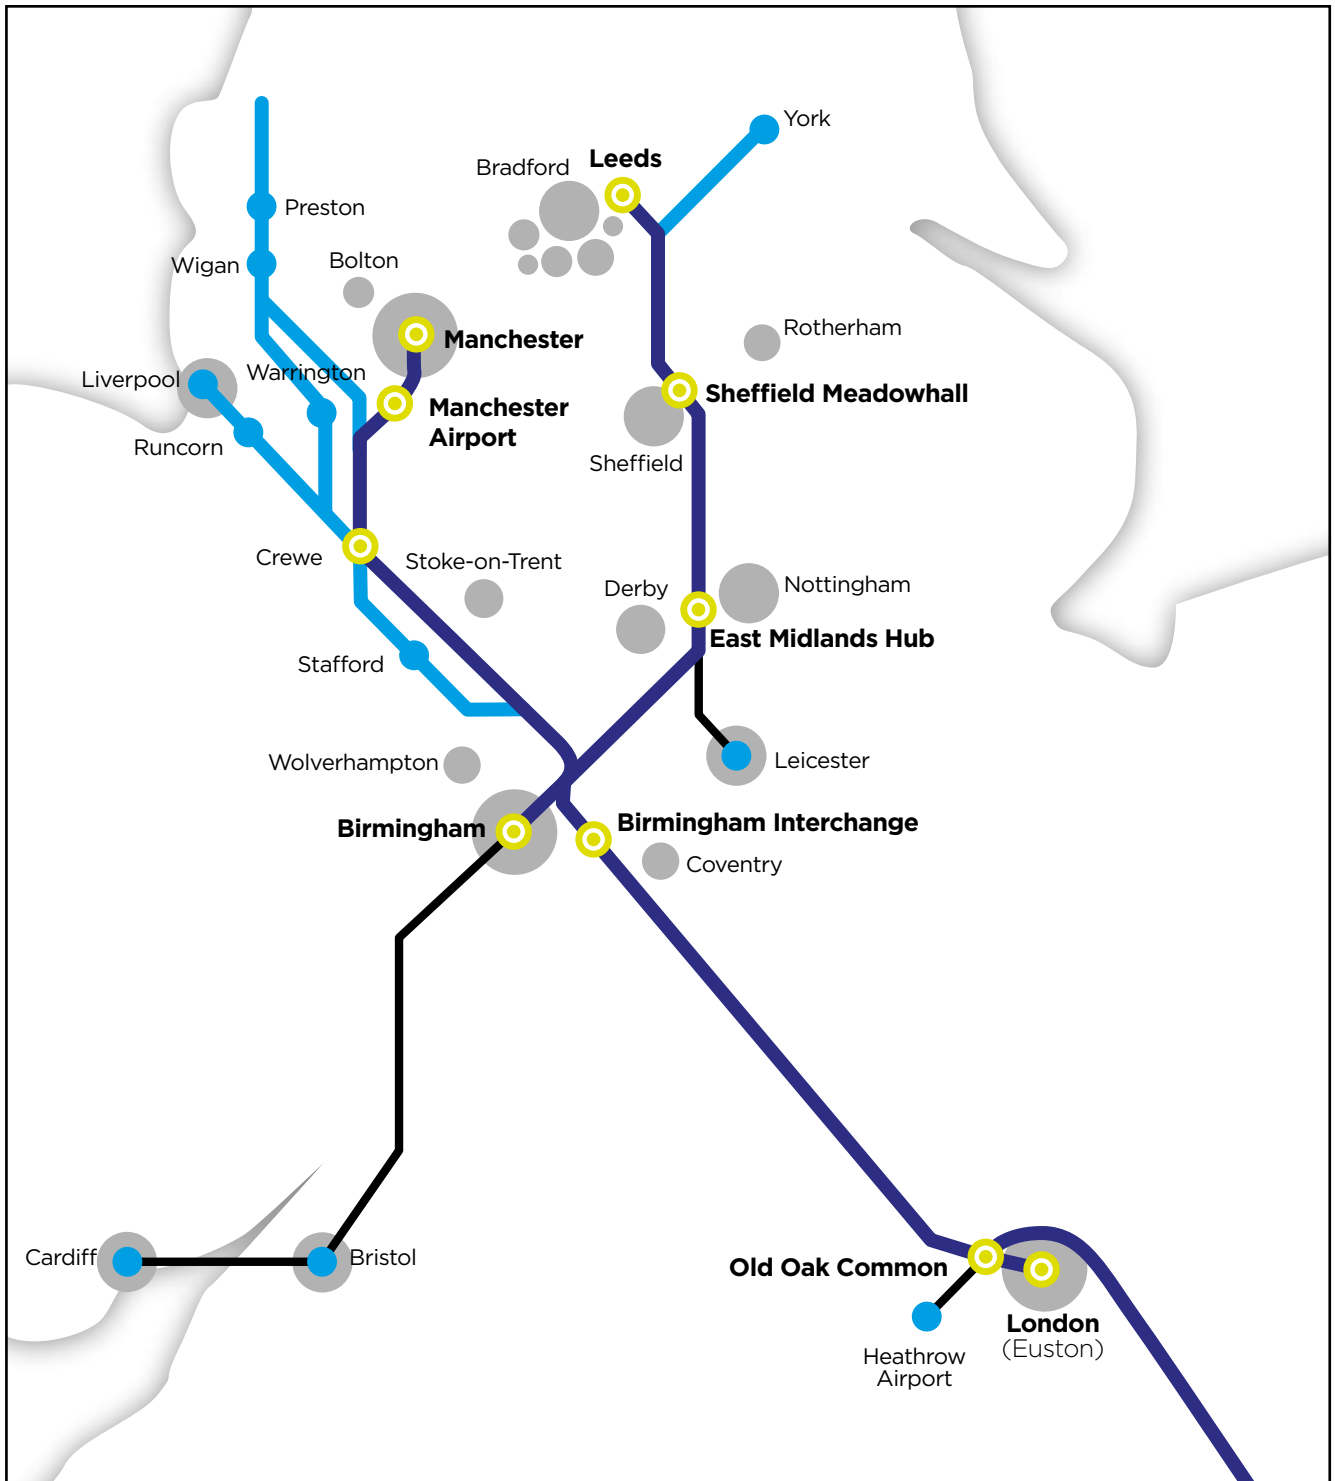 York
Leeds
Bradford
Preston
Bolton
Wigan
Rotherham
Manchester
Warrington
Liverpool
Sheffield Meadowhall
Manchester
Airport
Runcorn
Sheffield
Crewe
Stoke-on-Trent
Derby
Nottingham
East Midlands Hub
Stafford
Wolverhampton
Leicester
Birmingham
Birmingham Interchange
Coventry
Cardiff
Bristol
Old Oak Common
London
(Euston)
Heathrow
Airport